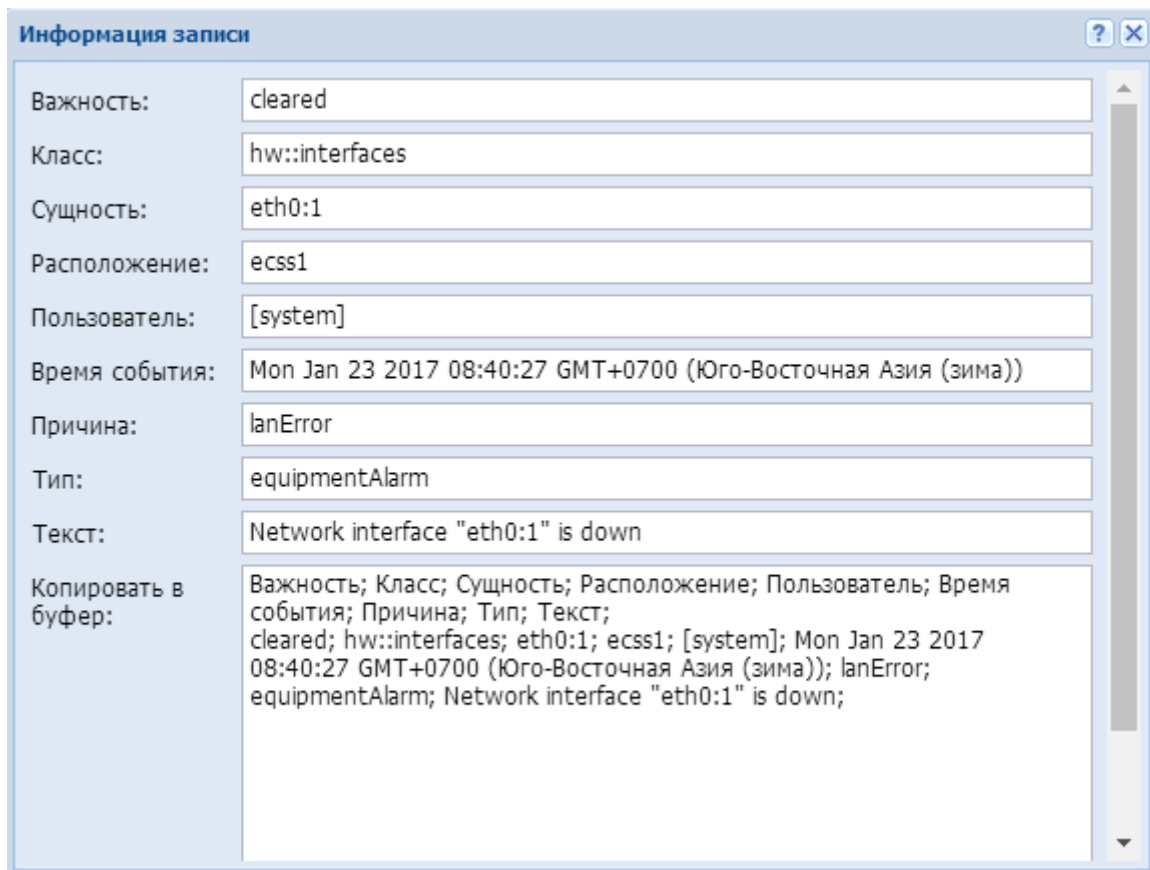 Информация записи
Важность: cleared
Класс: hw::interfaces
Сущность: eth0:1
Расположение: ecss1
Пользователь: [system]
Время события: Mon Jan 23 2017 08:40:27 GMT+0700 (Юго-Восточная Азия (зима))
Причина: lanError
Тип: equipmentAlarm
Текст: Network interface "eth0:1" is down
Копировать в
буфер:
Важность; Класс; Сущность; Расположение; Пользователь; Время
события; Причина; Тип; Текст;
cleared; hw::interfaces; eth0:1; ecss1; [system]; Mon Jan 23 2017
08:40:27 GMT+0700 (Юго-Восточная Азия (зима)); lanError;
equipmentAlarm; Network interface "eth0:1" is down;